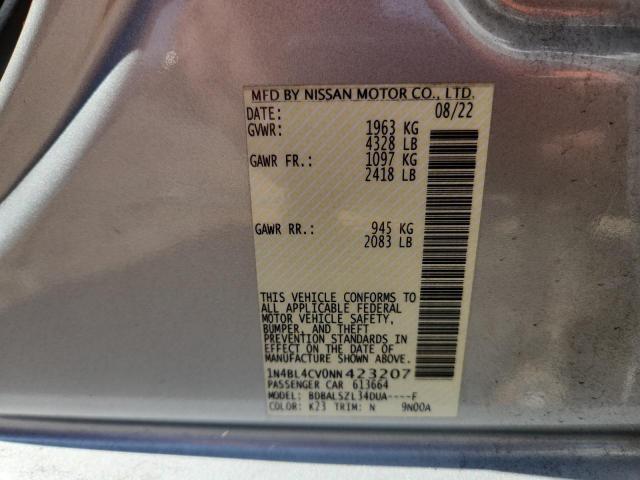 MFD BY NISSAN MOTOR CO., LTD.
DATE: 08/22
GVWR: 1963 KG
4328 LB
GAWR FR.: 1097 KG
2418 LB
GAWR RR.: 945 KG
2083 LB
THIS VEHICLE CONFORMS TO
ALL APPLICABLE FEDERAL
MOTOR VEHICLE SAFETY,
BUMPER, AND THEFT
PREVENTION STANDARDS
IN EFFECT ON THE DATE OF
MANUFACTURE SHOWN ABOVE.
1N4BL4CV0NN423207
PASSENGER CAR 613664
MODEL: BDBALSZL34DUA----F
COLOR: K23 TRIM: N 9N00A